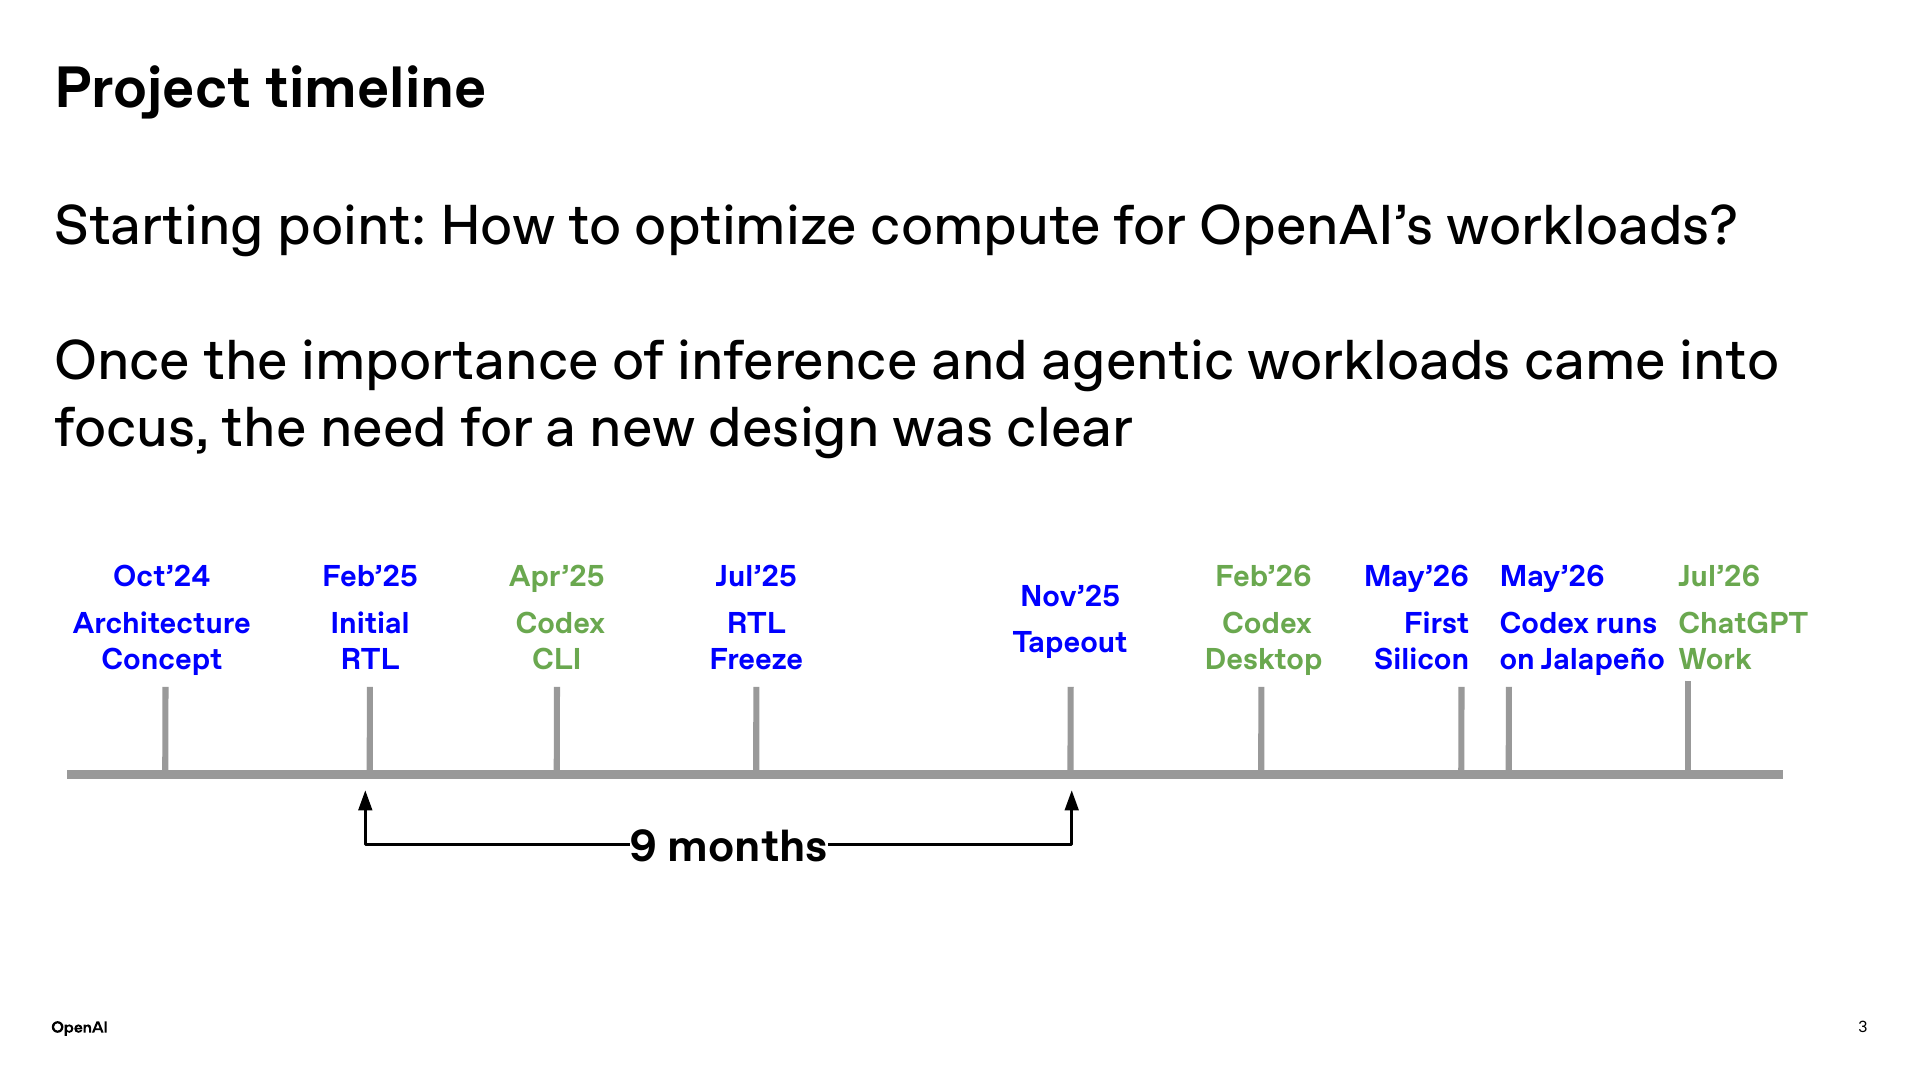 Project timeline
Starting point: How to optimize compute for OpenAI’s workloads?
Once the importance of inference and agentic workloads came into
focus, the need for a new design was clear
Oct’24
Architecture
Concept
Feb’25
Initial
RTL
Apr’25
Codex
CLI
Jul’25
RTL
Freeze
Nov’25
Tapeout
Feb’26
Codex
Desktop
May’26
First
Silicon
May’26
Codex runs
on Jalapeño
Jul’26
ChatGPT
Work
9 months
OpenAI
3